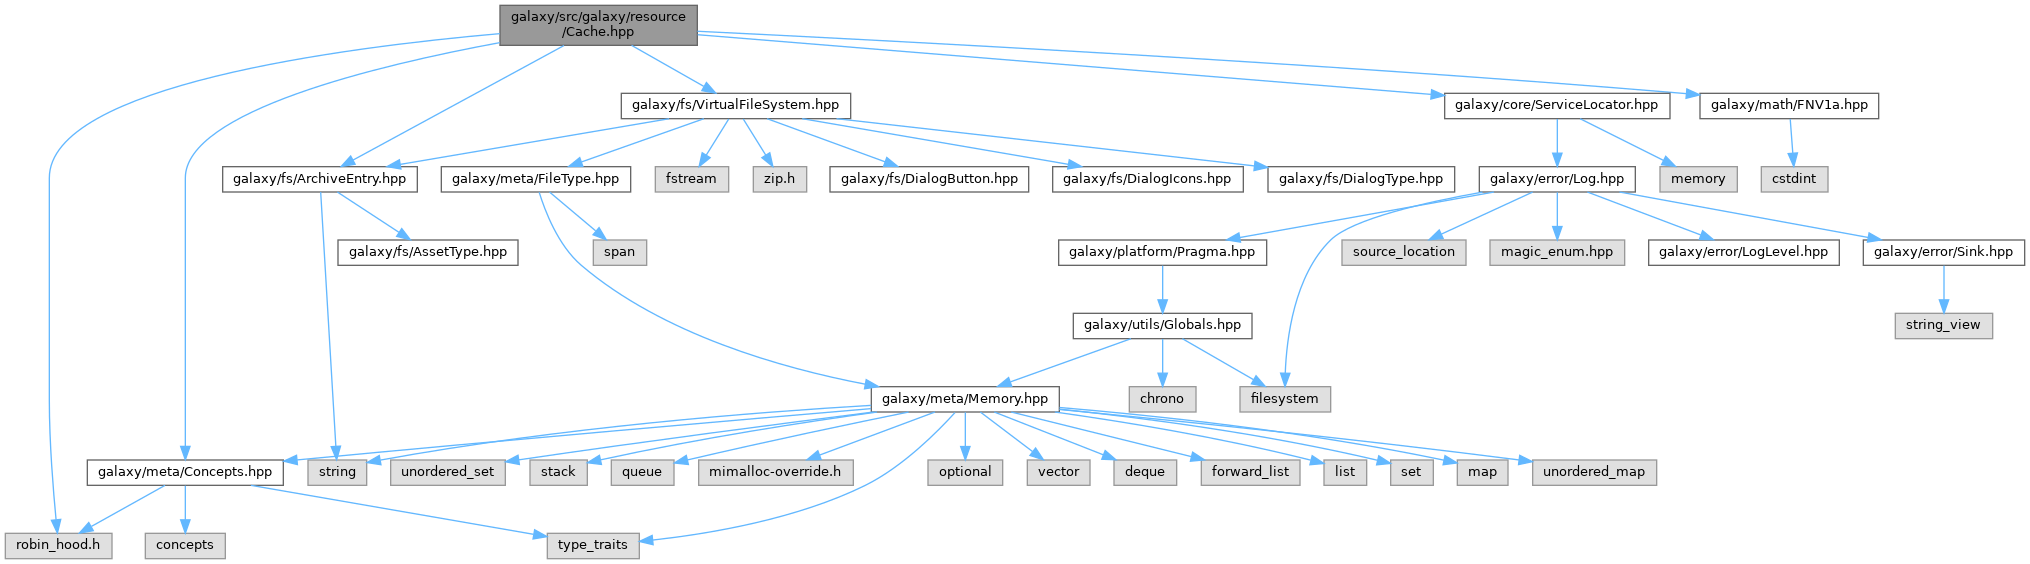 galaxy/src/galaxy/resource
/Cache.hpp
galaxy/fs/VirtualFileSystem.hpp
galaxy/core/ServiceLocator.hpp
galaxy/math/FNV1a.hpp
galaxy/fs/ArchiveEntry.hpp
galaxy/meta/FileType.hpp
fstream
zip.h
galaxy/fs/DialogButton.hpp
galaxy/fs/DialogIcons.hpp
galaxy/fs/DialogType.hpp
galaxy/error/Log.hpp
memory
cstdint
galaxy/fs/AssetType.hpp
span
galaxy/platform/Pragma.hpp
source_location
magic_enum.hpp
galaxy/error/LogLevel.hpp
galaxy/error/Sink.hpp
galaxy/utils/Globals.hpp
string_view
galaxy/meta/Memory.hpp
chrono
filesystem
galaxy/meta/Concepts.hpp
string
unordered_set
stack
queue
mimalloc-override.h
optional
vector
deque
forward_list
list
set
map
unordered_map
robin_hood.h
concepts
type_traits